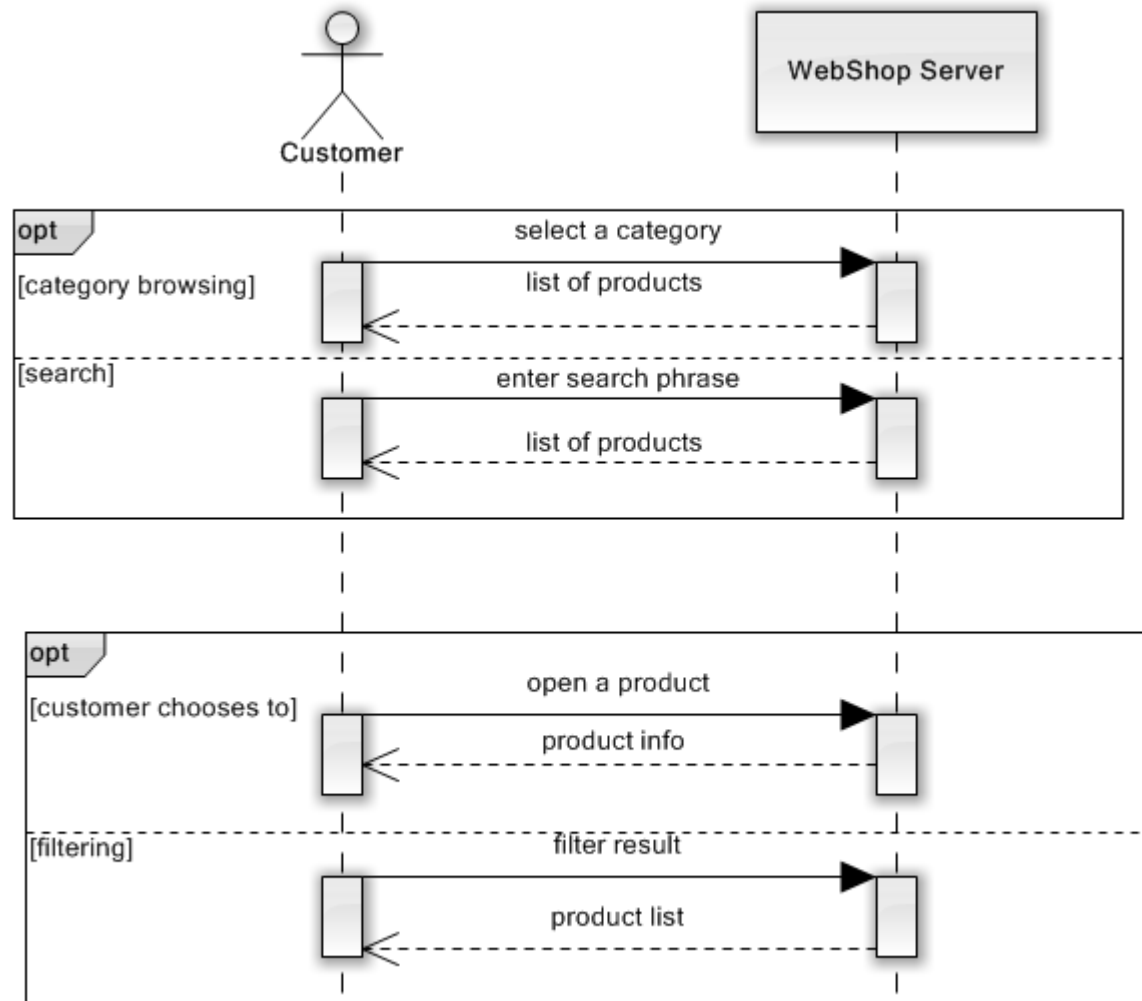 Customer
WebShop Server
opt
select a category
[category browsing]
list of products
[search]
enter search phrase
list of products
opt
[customer chooses to]
open a product
product info
[filtering]
filter result
product list